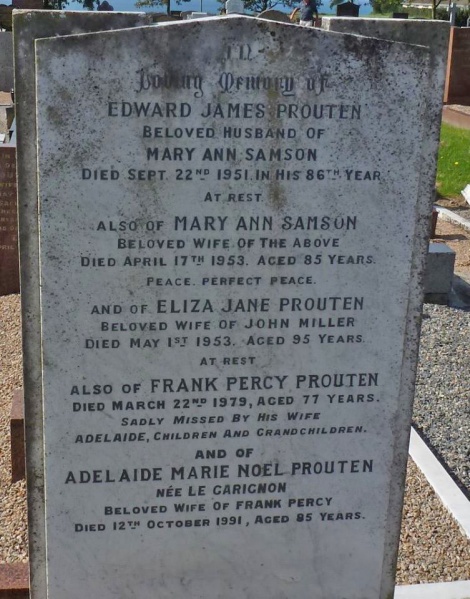 In
Loving Memory of
EDWARD JAMES PROUTEN
BELOVED HUSBAND OF
MARY ANN SAMSON
DIED SEPT. 22ND 1951. IN HIS 86TH YEAR
AT REST
ALSO OF MARY ANN SAMSON
BELOVED WIFE OF THE ABOVE
DIED APRIL 17TH 1953. AGED 85 YEARS.
PEACE, PERFECT PEACE.
AND OF ELIZA JANE PROUTEN
BELOVED WIFE OF JOHN MILLER
DIED MAY 1ST 1953. AGED 95 YEARS.
AT REST
ALSO OF FRANK PERCY PROUTEN
DIED MARCH 22ND 1979, AGED 77 YEARS.
SADLY MISSED BY HIS WIFE
ADELAIDE, CHILDREN AND GRANDCHILDREN.
AND OF
ADELAIDE MARIE NOEL PROUTEN
NÉE LE GARIGNON
BELOVED WIFE OF FRANK PERCY
DIED 12TH OCTOBER 1991, AGED 85 YEARS.